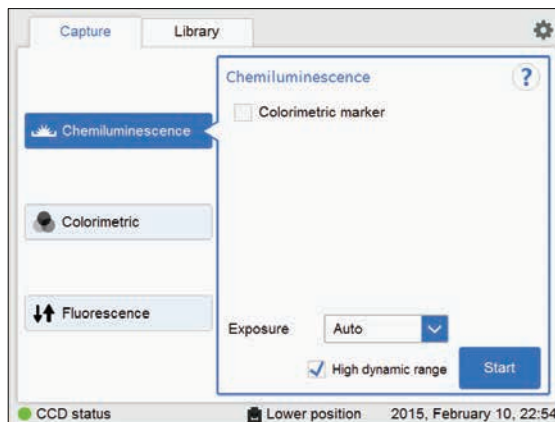 Capture
Library
Chemiluminescence
?
Colorimetric marker
Chemiluminescence
Colorimetric
Fluorescence
Exposure
Auto
High dynamic range
Start
CCD status
Lower position
2015, February 10, 22:54